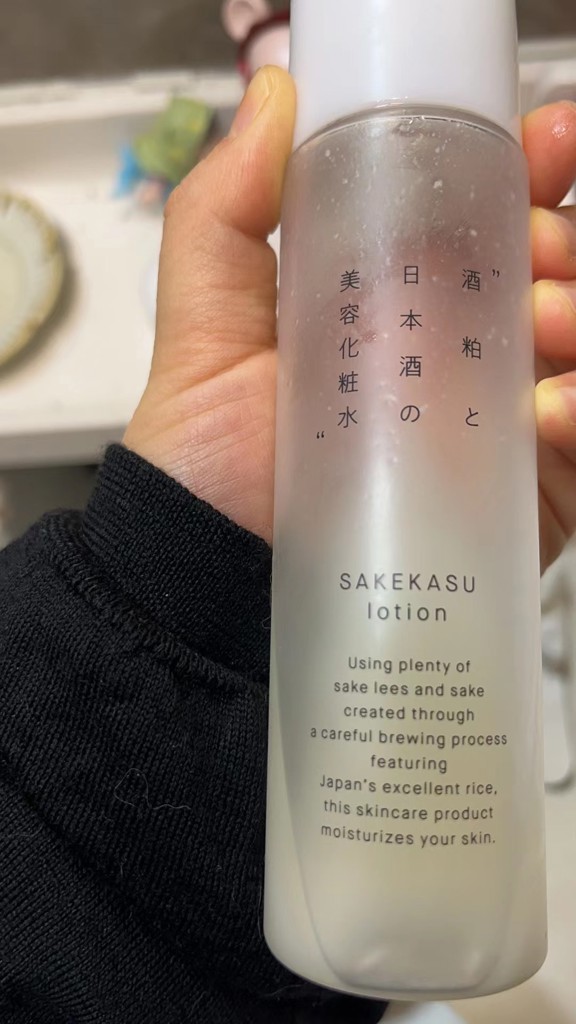 ”酒粕と
日本酒の
美容化粧水“
SAKEKASU
lotion
Using plenty of
sake lees and sake
created through
a careful brewing process
featuring
Japan's excellent rice,
this skincare product
moisturizes your skin.